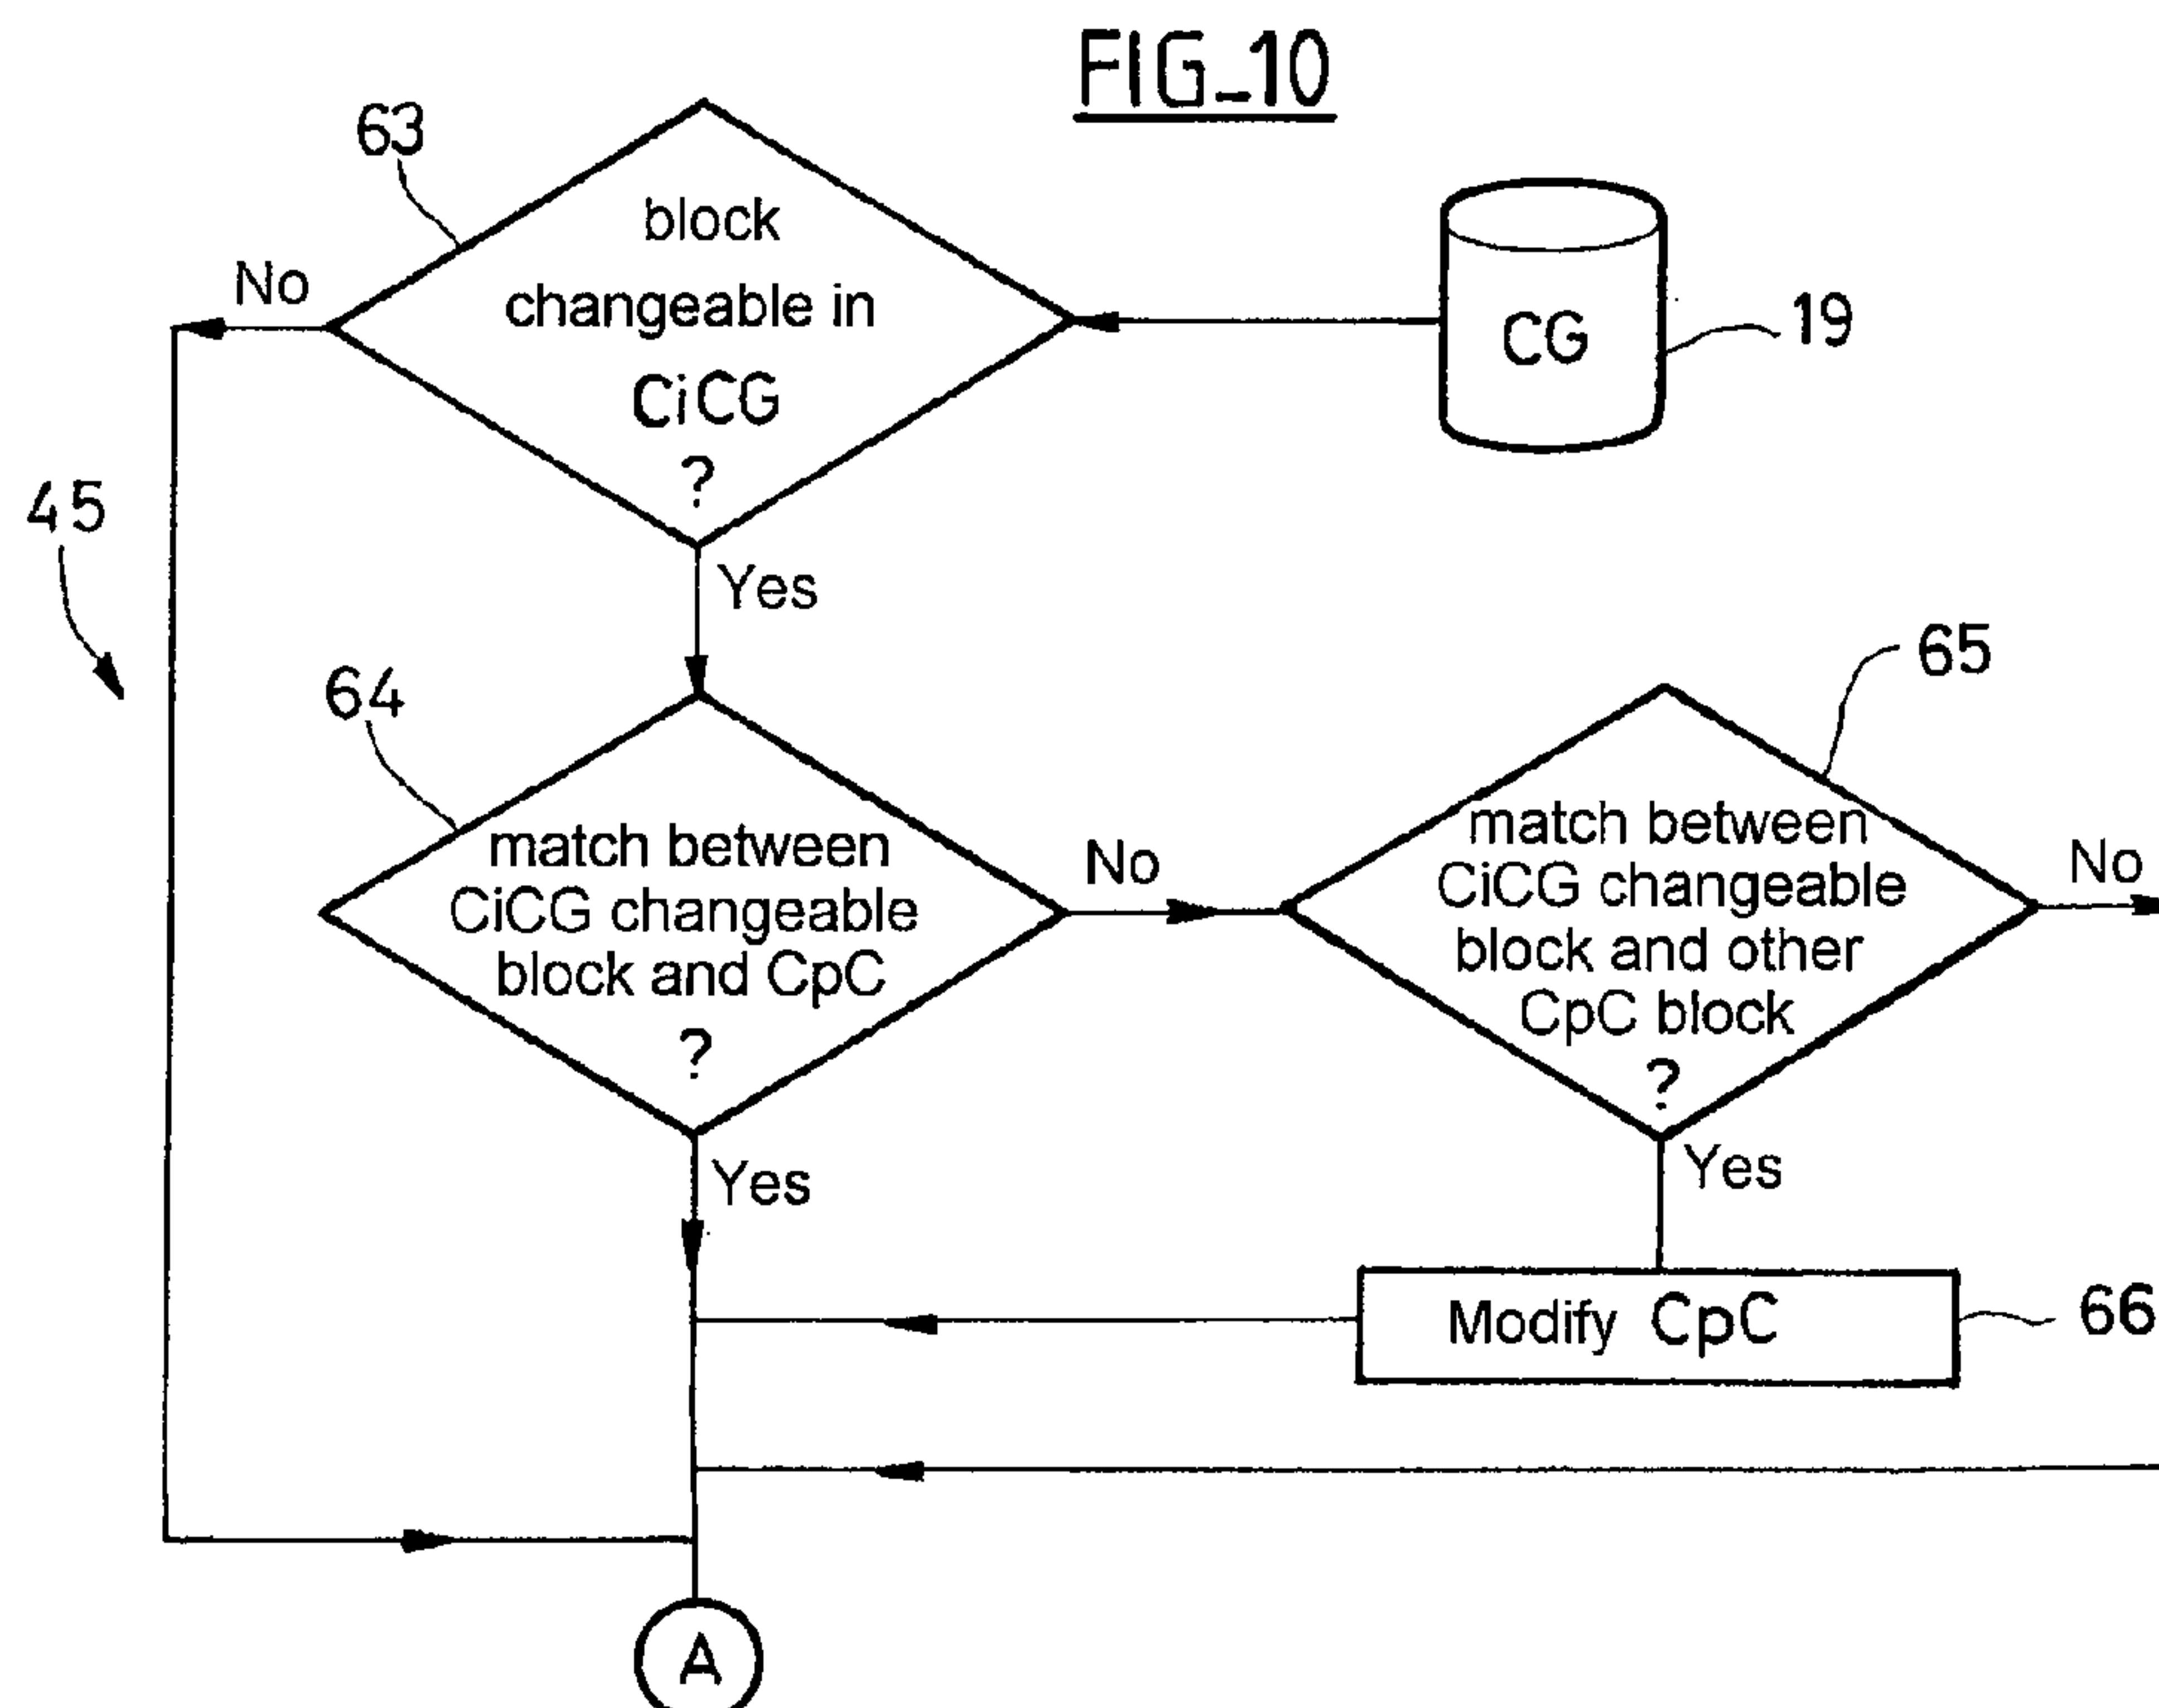 FIG_10
63
block
changeable in
CiCG
?
No
CG
19
45
Yes
64
match between
CiCG changeable
block and CpC
?
No
65
match between
CiCG changeable
block and other
CpC block
?
No
Yes
Yes
Modify CpC
66
A